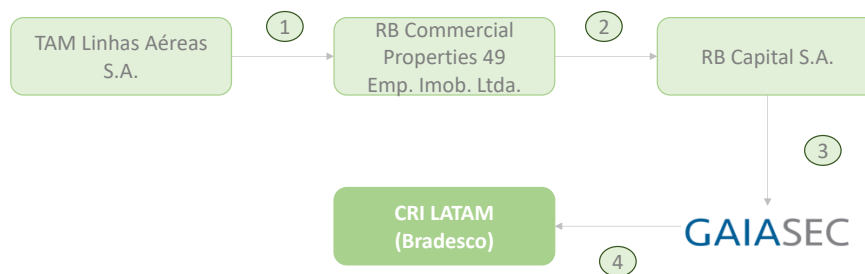 TAM Linhas Aéreas
S.A.
1
RB Commercial
Properties 49
Emp. Imob. Ltda.
2
RB Capital S.A.
3
CRI LATAM
(Bradesco)
4
GAIASEC